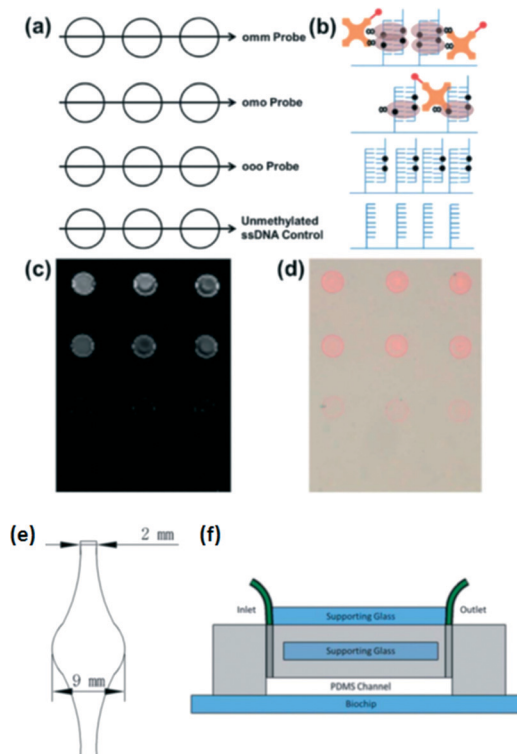 (a)
omm Probe
omo Probe
ooo Probe
Unmethylated
ssDNA Control
(b)
(c)
(d)
(e)
2 mm
9 mm
(f)
Inlet
Outlet
Supporting Glass
Supporting Glass
PDMS Channel
Biochip